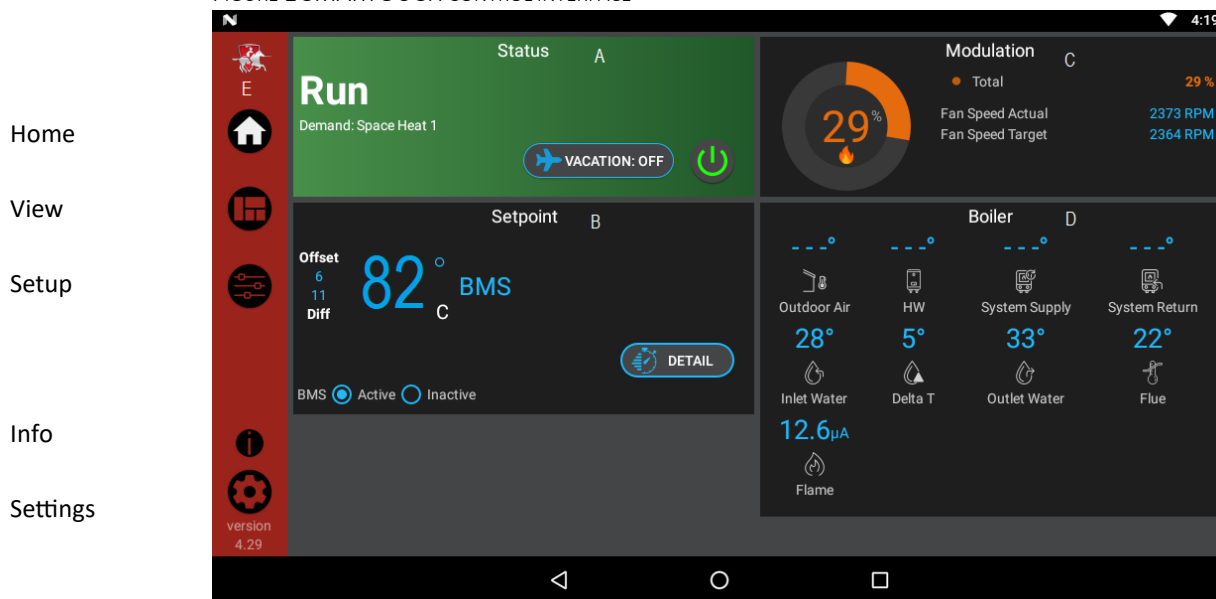 4:19
Home
View
Setup
Info
Settings
E
version
4.29
Status A
Run
Demand: Space Heat 1
VACATION: OFF
Modulation C
29%
Total 29 %
Fan Speed Actual 2373 RPM
Fan Speed Target 2364 RPM
Setpoint B
Offset
6
11
Diff
82° C BMS
DETAIL
BMS Active Inactive
Boiler D
---° ---° ---° ---°
Outdoor Air HW System Supply System Return
28° 5° 33° 22°
Inlet Water Delta T Outlet Water Flue
12.6µA
Flame